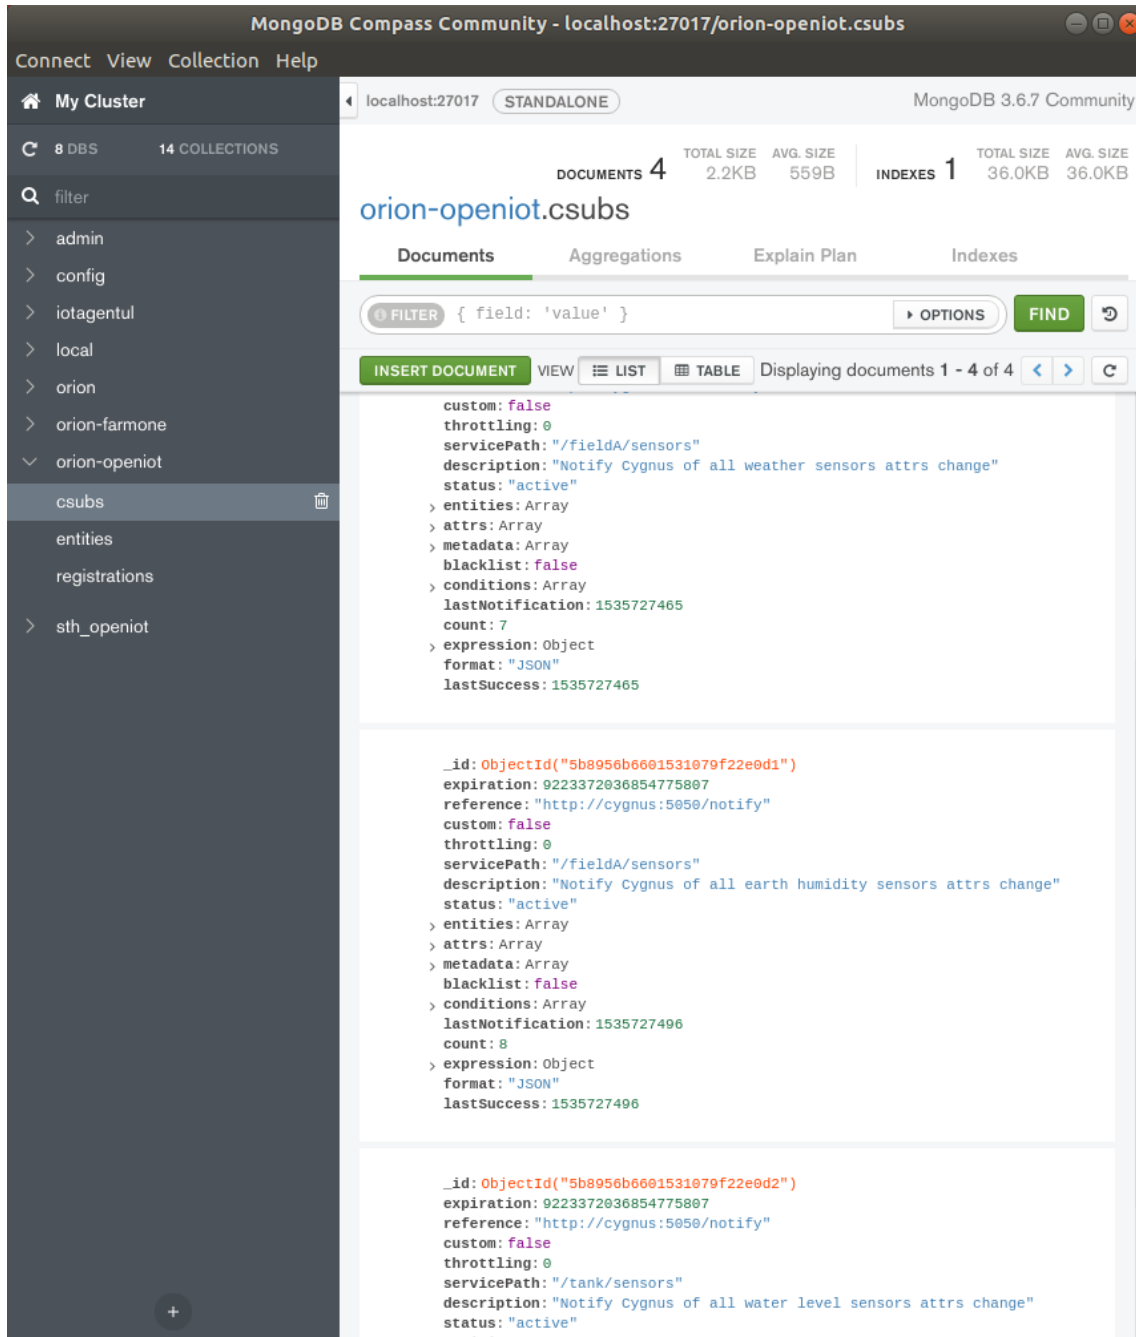 MongoDB Compass Community - localhost:27017/orion-openiot.csubs
Connect View Collection Help
My Cluster
8 DBS 14 COLLECTIONS
filter
admin
config
iotagentul
local
orion
orion-farmone
orion-openiot
csubs
entities
registrations
sth_openiot
localhost:27017 STANDALONE MongoDB 3.6.7 Community
DOCUMENTS 4 TOTAL SIZE 2.2KB AVG. SIZE 559B INDEXES 1 TOTAL SIZE 36.0KB AVG. SIZE 36.0KB
orion-openiot.csubs
Documents Aggregations Explain Plan Indexes
FILTER { field: 'value' } OPTIONS FIND
INSERT DOCUMENT VIEW LIST TABLE Displaying documents 1 - 4 of 4
custom: false
throttling: 0
servicePath: "/fieldA/sensors"
description: "Notify Cygnus of all weather sensors attrs change"
status: "active"
entities: Array
attrs: Array
metadata: Array
blacklist: false
conditions: Array
lastNotification: 1535727465
count: 7
expression: Object
format: "JSON"
lastSuccess: 1535727465
_id: ObjectId("5b8956b6601531079f22e0d1")
expiration: 9223372036854775807
reference: "http://cygnus:5050/notify"
custom: false
throttling: 0
servicePath: "/fieldA/sensors"
description: "Notify Cygnus of all earth humidity sensors attrs change"
status: "active"
entities: Array
attrs: Array
metadata: Array
blacklist: false
conditions: Array
lastNotification: 1535727496
count: 8
expression: Object
format: "JSON"
lastSuccess: 1535727496
_id: ObjectId("5b8956b6601531079f22e0d2")
expiration: 9223372036854775807
reference: "http://cygnus:5050/notify"
custom: false
throttling: 0
servicePath: "/tank/sensors"
description: "Notify Cygnus of all water level sensors attrs change"
status: "active"